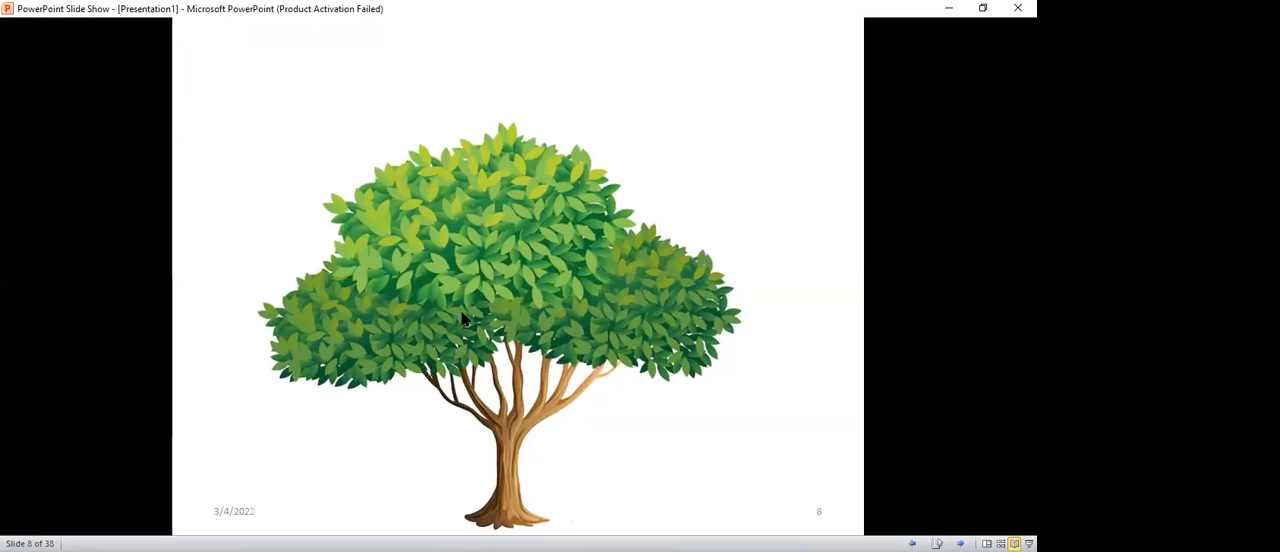 PowerPoint Slide Show - [Presentation1] - Microsoft PowerPoint (Product Activation Failed)
3/4/2022
8
Slide 8 of 38